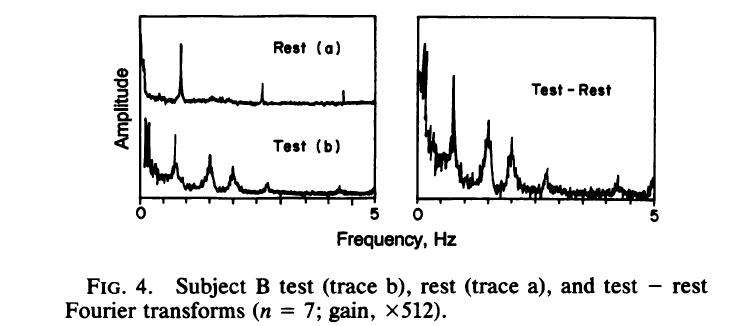 Rest (a)
Test (b)
Test - Rest
Amplitude
0
5
0
5
Frequency, Hz
FIG. 4. Subject B test (trace b), rest (trace a), and test − rest
Fourier transforms (n = 7; gain, ×512).